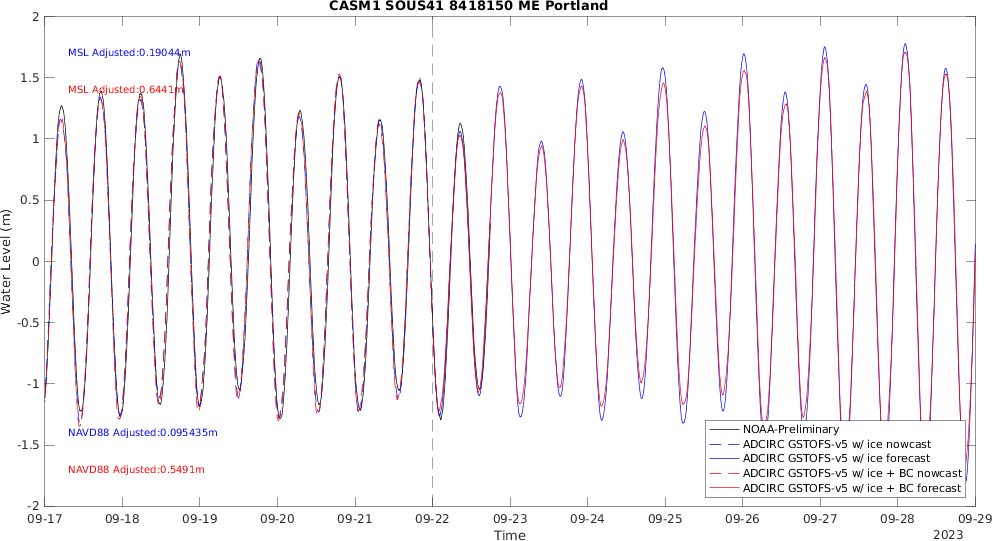 CASM1 SOUS41 8418150 ME Portland
2
1.5
1
0.5
0
-0.5
-1
-1.5
-2
Water Level (m)
MSL Adjusted:0.19044m
MSL Adjusted:0.6441m
NAVD88 Adjusted:0.095435m
NAVD88 Adjusted:0.5491m
NOAA-Preliminary
ADCIRC GSTOFS-v5 w/ ice nowcast
ADCIRC GSTOFS-v5 w/ ice forecast
ADCIRC GSTOFS-v5 w/ ice + BC nowcast
ADCIRC GSTOFS-v5 w/ ice + BC forecast
09-17 09-18 09-19 09-20 09-21 09-22 09-23 09-24 09-25 09-26 09-27 09-28 09-29
Time
2023